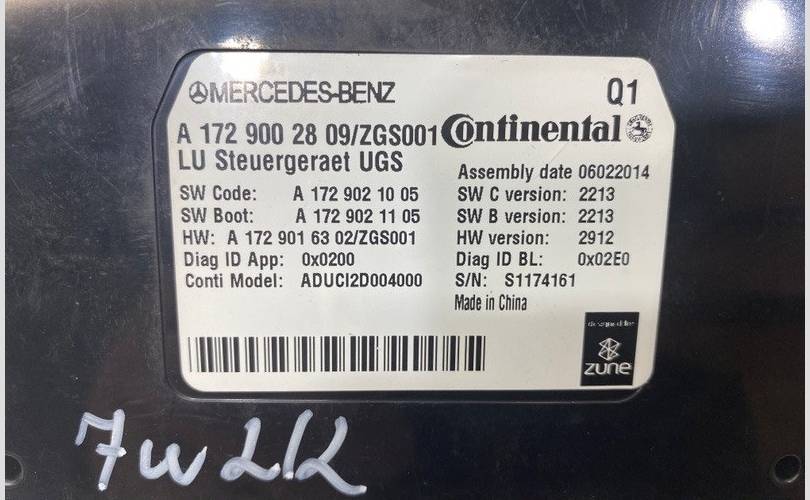 MERCEDES-BENZ Q1
A 172 900 28 09/ZGS001 Continental
LU Steuergeraet UGS
Assembly date 06022014
SW Code: A 172 902 10 05 SW C version: 2213
SW Boot: A 172 902 11 05 SW B version: 2213
HW: A 172 901 63 02/ZGS001 HW version: 2912
Diag ID App: 0x0200 Diag ID BL: 0x02E0
Conti Model: ADUCI2D004000 S/N: S1174161
Made in China
designed for
zune
7W212